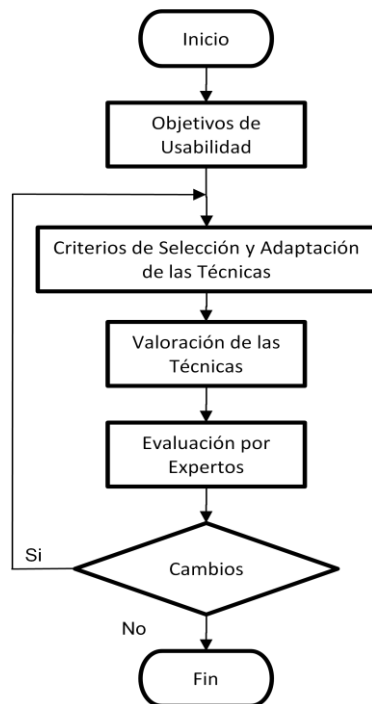 Inicio
Objetivos de
Usabilidad
Criterios de Selección y Adaptación
de las Técnicas
Valoración de las
Técnicas
Evaluación por
Expertos
Si
Cambios
No
Fin